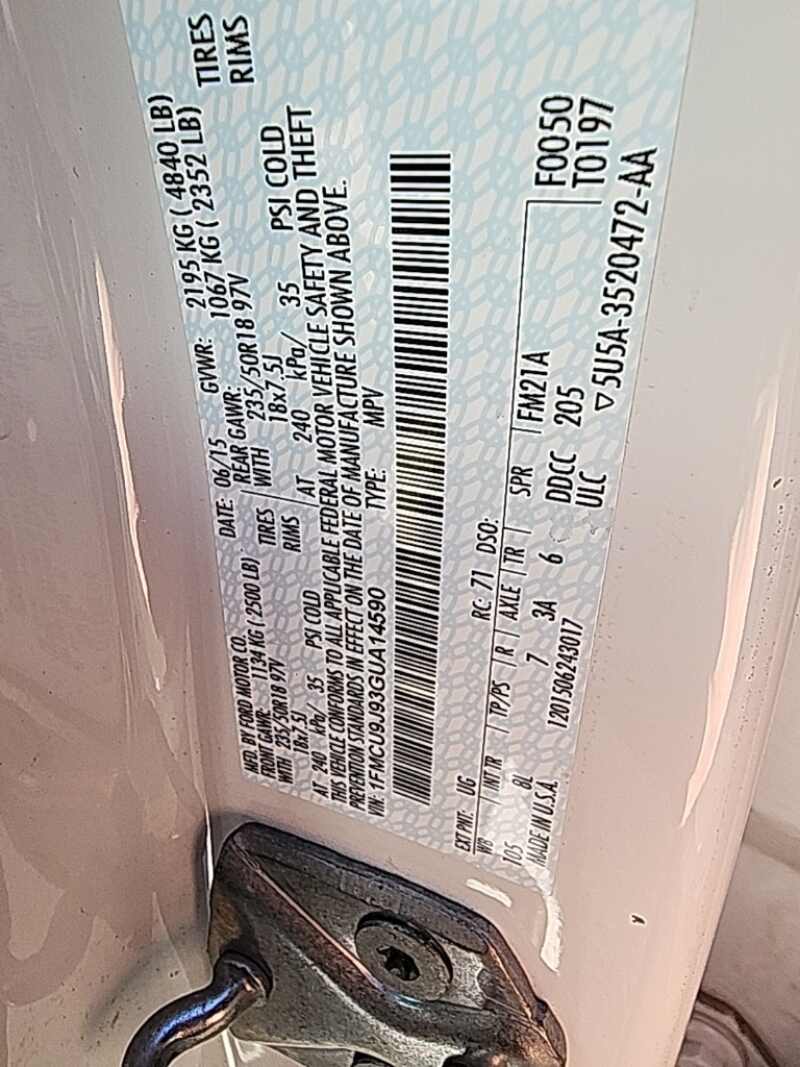 MFD. BY FORD MOTOR CO. DATE: 06/15 GVWR: 2195 KG ( 4840 LB)
FRONT GAWR: 1134 KG ( 2500 LB) REAR GAWR: 1067 KG ( 2352 LB)
WITH 235/50R18 97V TIRES WITH 235/50R18 97V TIRES
18x7.5J RIMS 18x7.5J RIMS
AT 240 kPa/ 35 PSI COLD AT 240 kPa/ 35 PSI COLD
THIS VEHICLE CONFORMS TO ALL APPLICABLE FEDERAL MOTOR VEHICLE SAFETY AND THEFT
PREVENTION STANDARDS IN EFFECT ON THE DATE OF MANUFACTURE SHOWN ABOVE.
VIN: 1FMCU9J93GUA14590 TYPE: MPV
EXT PNT: UG RC: 71 DSO: F0050
WB INT TR TP/PS R AXLE TR SPR T0197
105 8L 7 3A 6 FM21A
DDCC 205
MADE IN U.S.A. 1201506243017 ULC ▽5U5A-3520472-AA